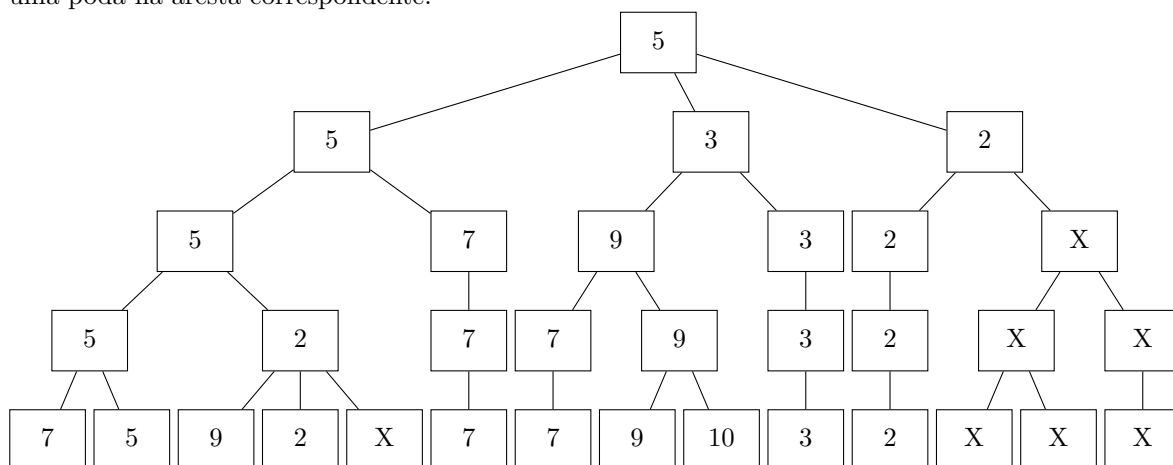 uma poda na aresta correspondente.
5
5 3 2
5 7 9 3 2 X
5 2 7 7 9 3 2 X X
7 5 9 2 X 7 7 9 10 3 2 X X X